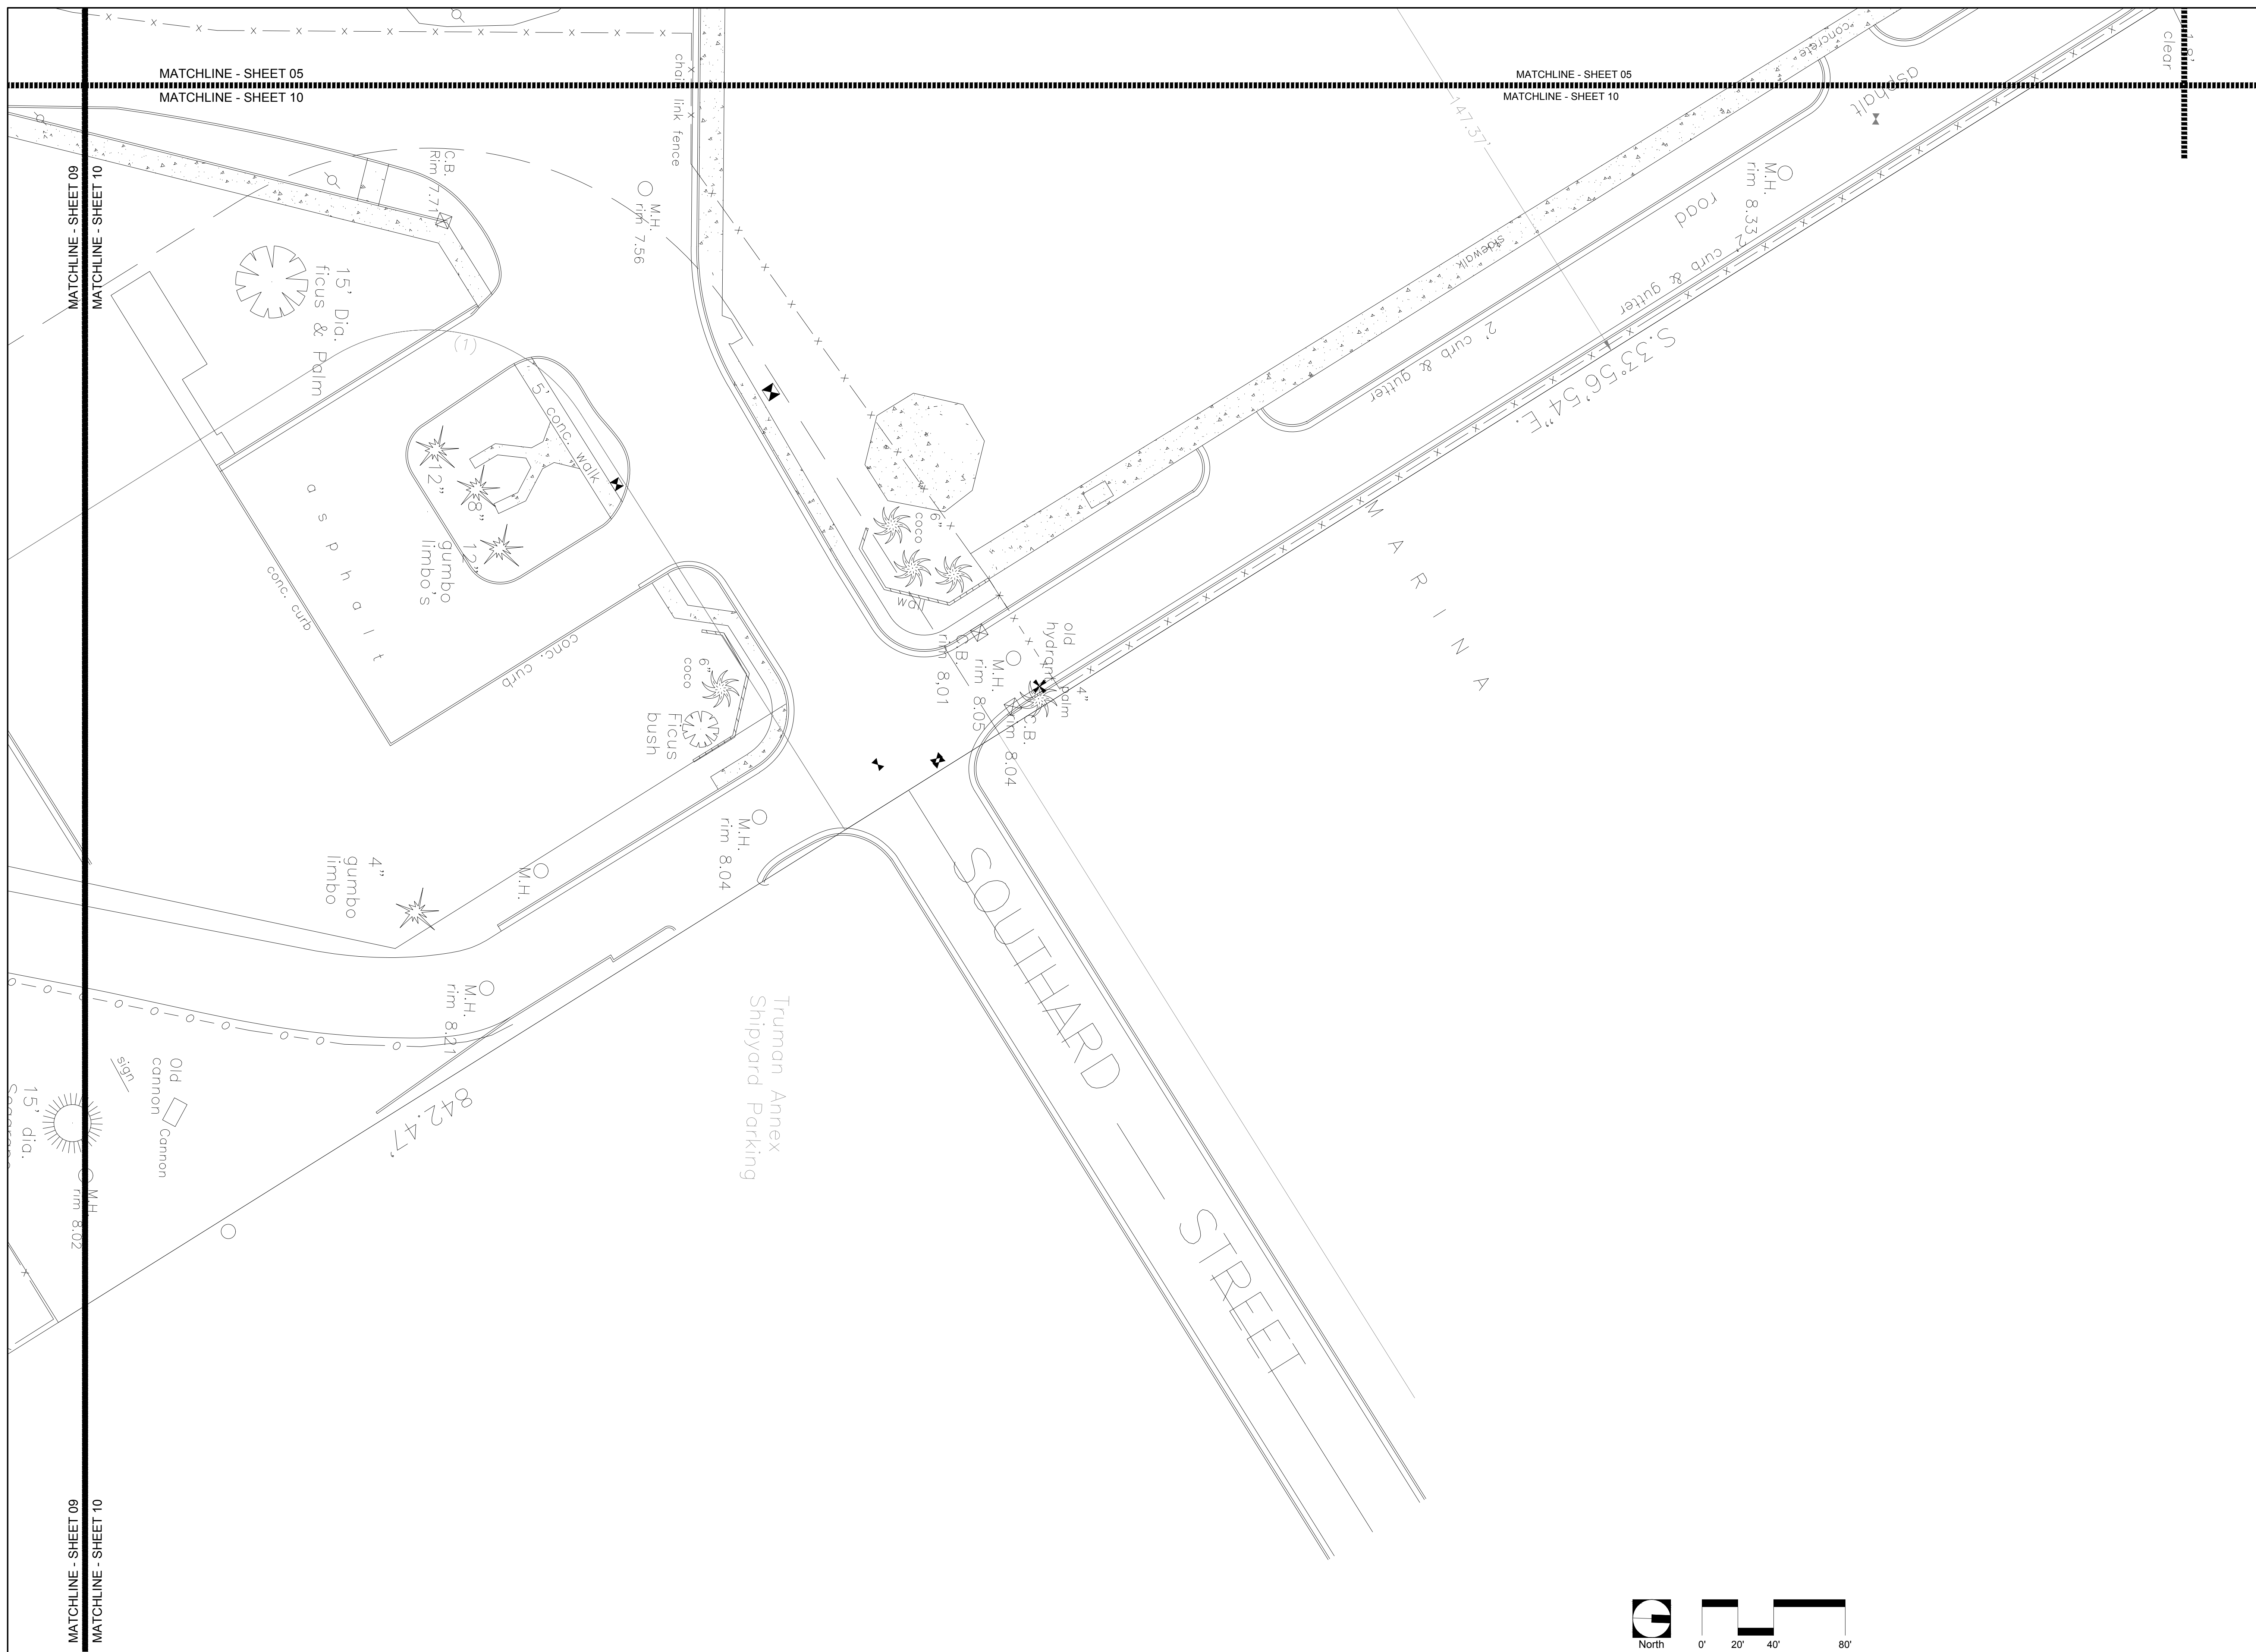 MATCHLINE - SHEET 05
MATCHLINE - SHEET 10
MATCHLINE - SHEET 05
MATCHLINE - SHEET 10
MATCHLINE - SHEET 09
MATCHLINE - SHEET 10
chain link fence
concrete
clear
asphalt
147.37'
C.B.
Rim 7.71
M.H.
rim 7.56
M.H.
rim 8.33
road
sidewalk
2' curb & gutter
2' curb & gutter
S.33°56'54"E.
15' Dia.
ficus & Palm
(1)
5' conc. walk
12"
8"
12"
gumbo
limbo's
asphalt
conc. curb
conc. curb
6"
coco
wall
MARINA
old
hydrant
4"
palm
C.B.
rim 8,01
M.H.
rim 8.05
C.B.
rim 8.04
6"
coco
Ficus
bush
M.H.
rim 8.04
M.H.
4"
gumbo
limbo
M.H.
rim 8.21
SOUTHARD STREET
Truman Annex
Shipyard Parking
842.47'
sign
Old
cannon
Cannon
15' dia.
M.H.
rim 8.02
MATCHLINE - SHEET 09
MATCHLINE - SHEET 10
North
0' 20' 40' 80'